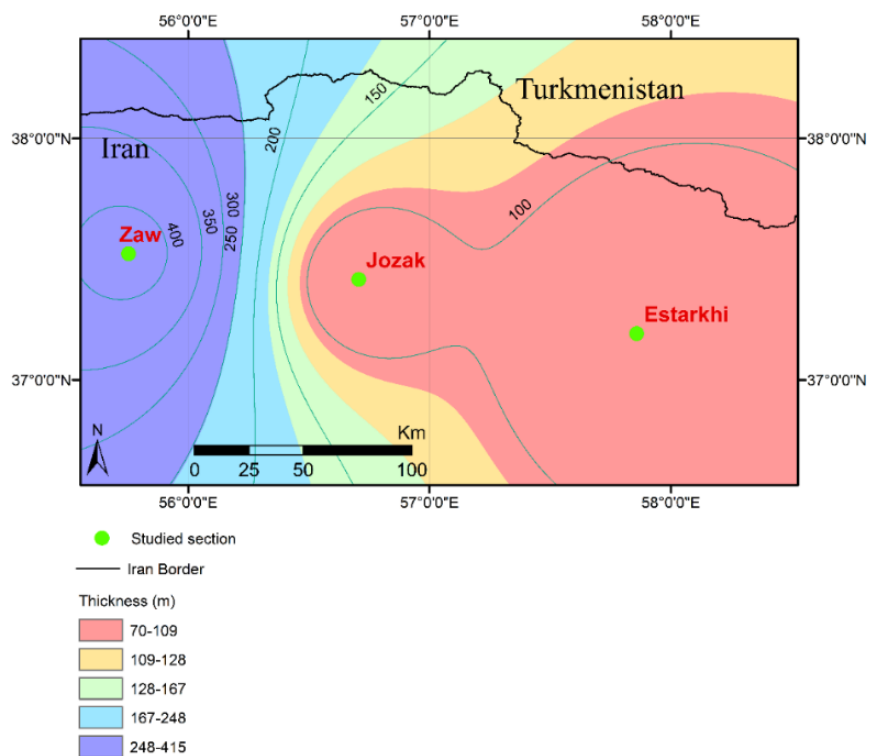 56°0'0"E 57°0'0"E 58°0'0"E
Turkmenistan
150
200
38°0'0"N 38°0'0"N
Iran
100
300
350
400
250
Zaw
Jozak
Estarkhi
37°0'0"N 37°0'0"N
N
Km
0 25 50 100
56°0'0"E 57°0'0"E 58°0'0"E
Studied section
Iran Border
Thickness (m)
70-109
109-128
128-167
167-248
248-415